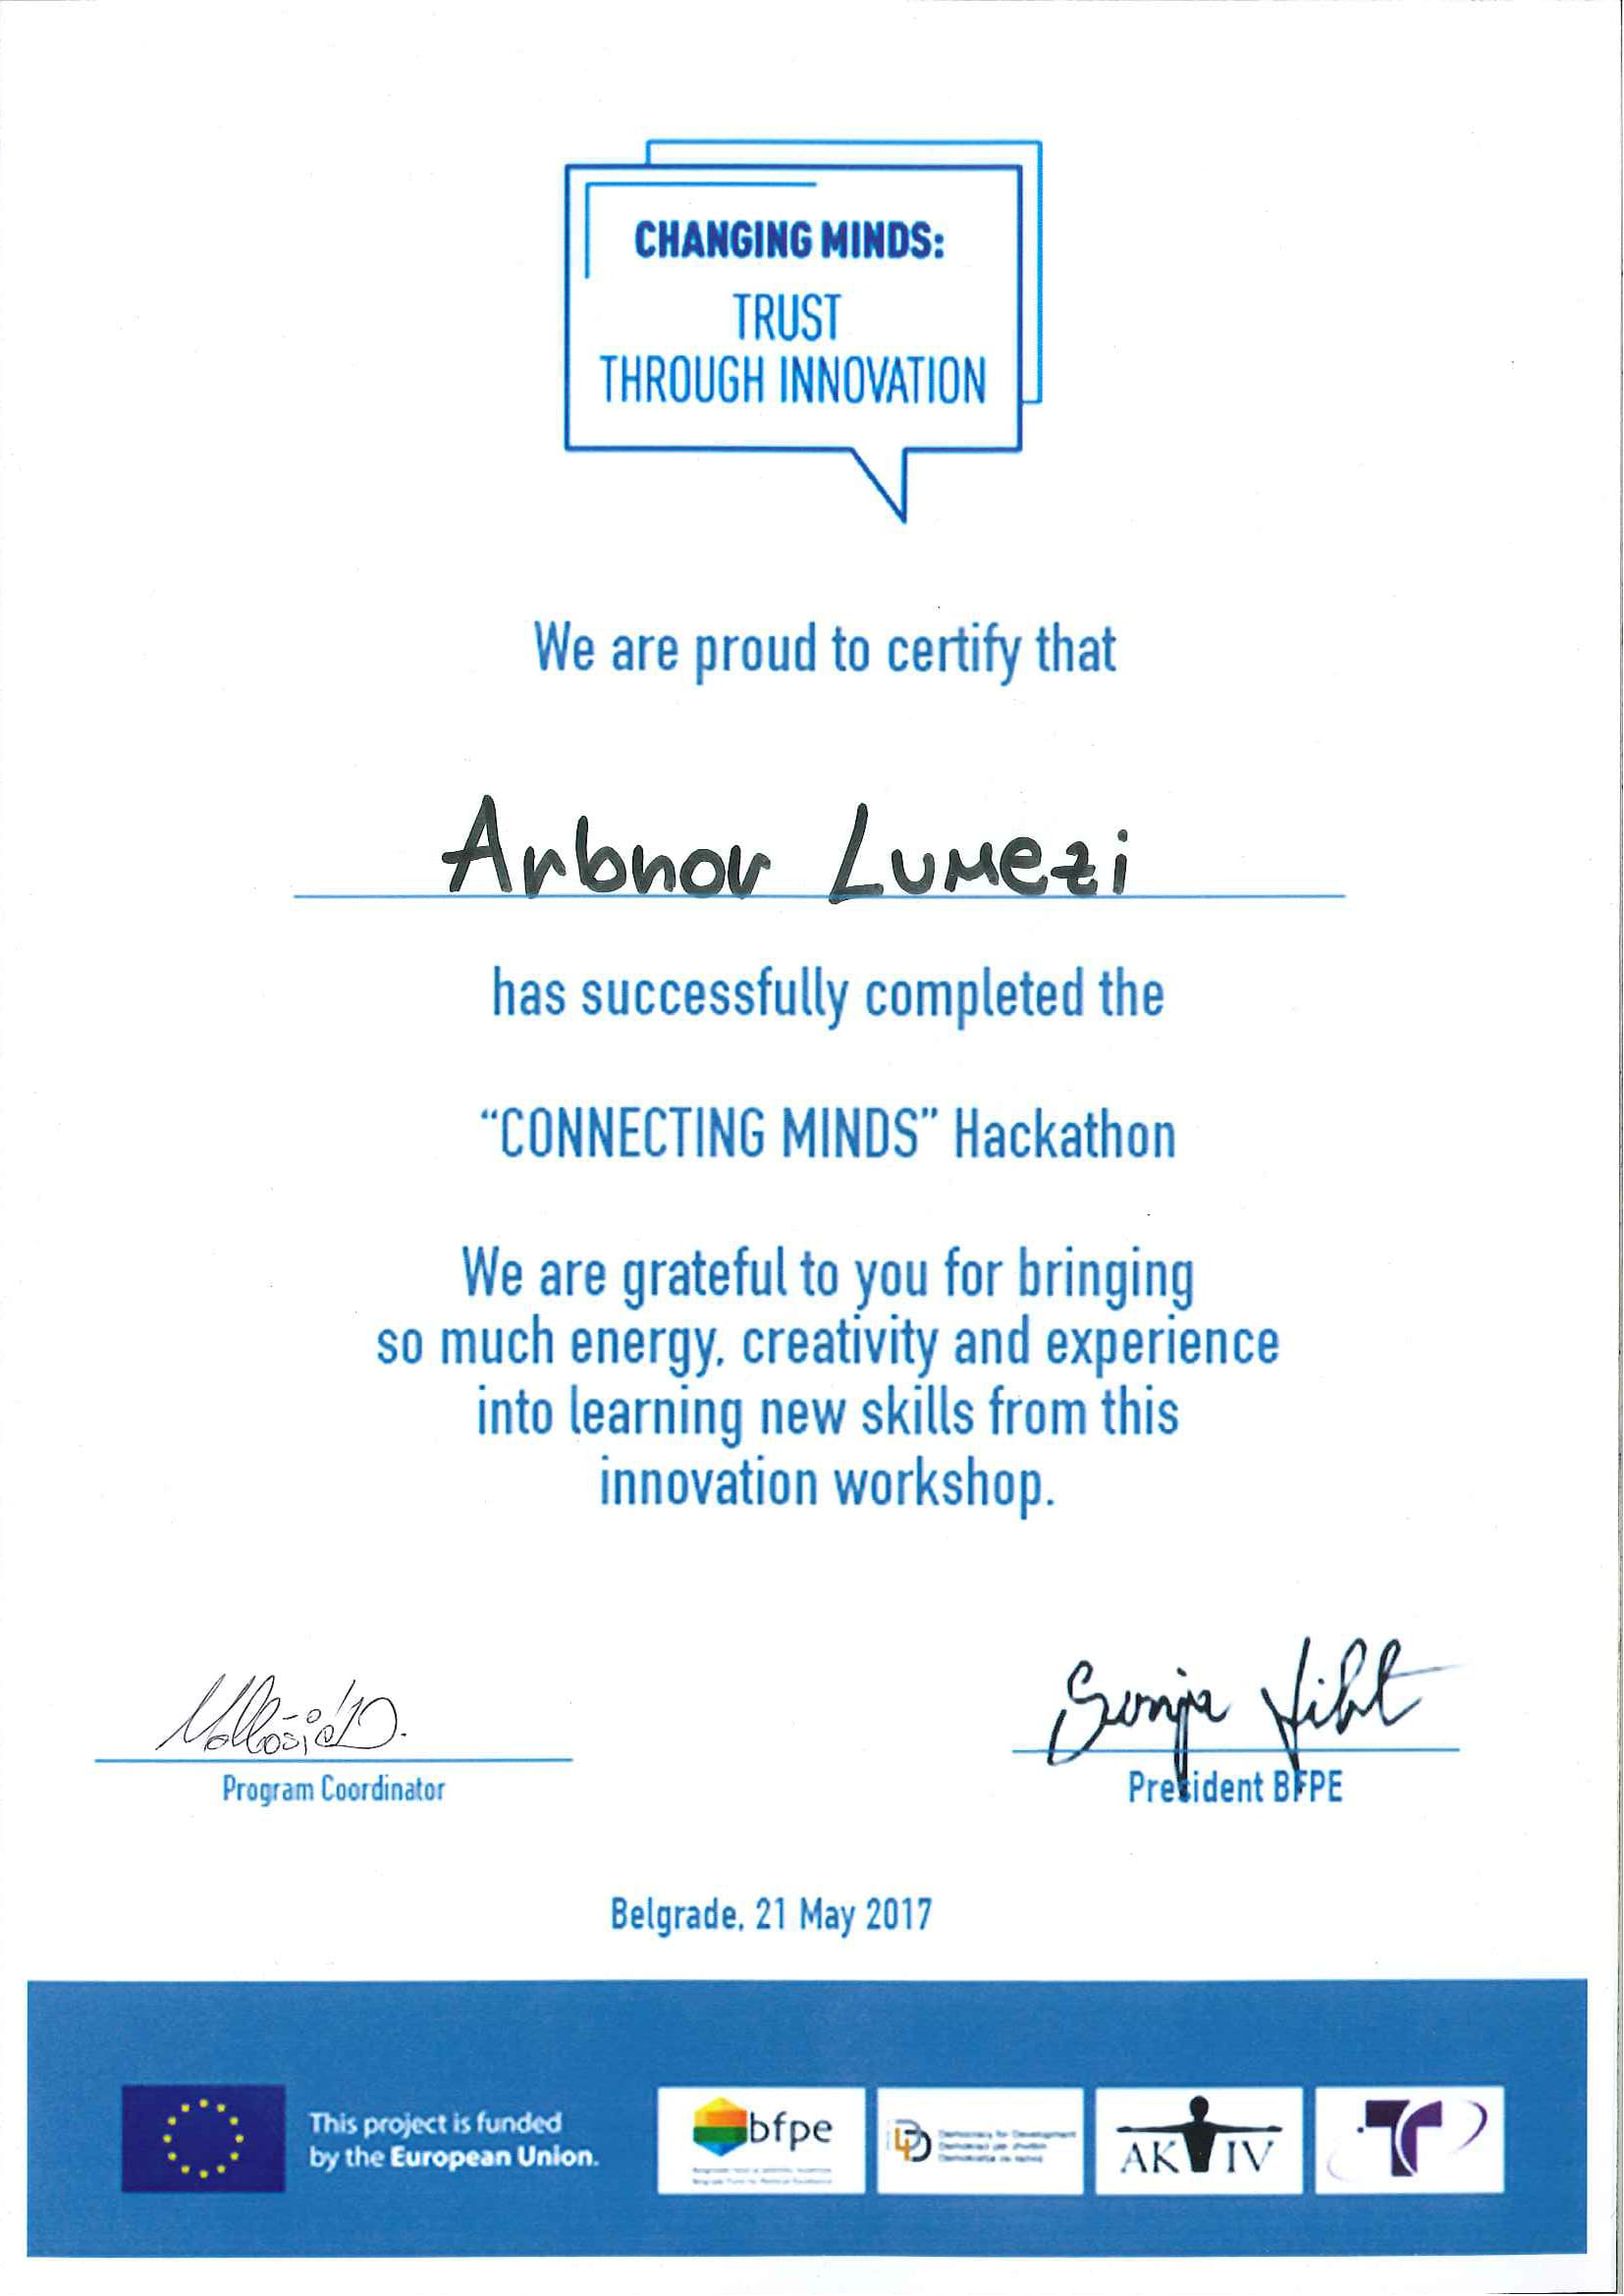 CHANGING MINDS:
TRUST
THROUGH INNOVATION
We are proud to certify that
Arbnor Lumezi
has successfully completed the
“CONNECTING MINDS” Hackathon
We are grateful to you for bringing
so much energy, creativity and experience
into learning new skills from this
innovation workshop.
Sonja
Program Coordinator
President BFPE
Belgrade, 21 May 2017
This project is funded
by the European Union.
bfpe
Democracy for Development
AKTIV